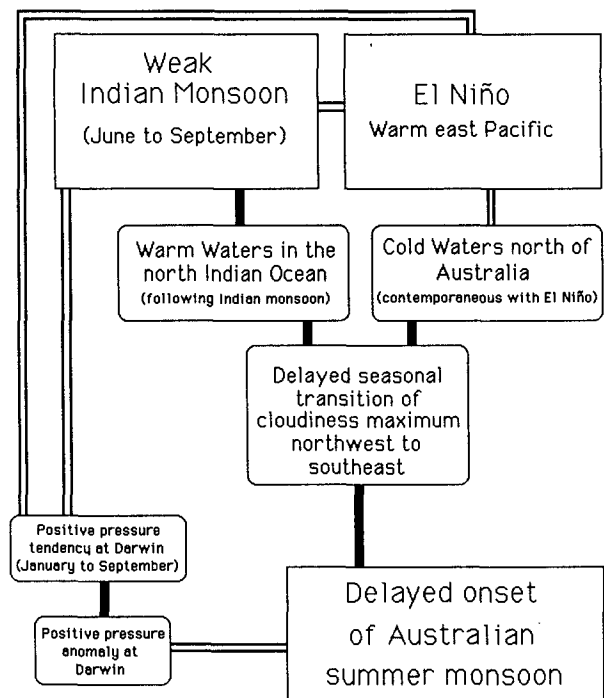 Weak
Indian Monsoon
(June to September)
El Niño
Warm east Pacific
Warm Waters in the
north Indian Ocean
(following Indian monsoon)
Cold Waters north of
Australia
(contemporaneous with El Niño)
Delayed seasonal
transition of
cloudiness maximum
northwest to
southeast
Positive pressure
tendency at Darwin
(January to September)
Positive pressure
anomaly at
Darwin
Delayed onset
of Australian
summer monsoon